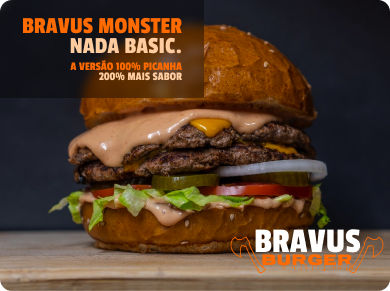 BRAVUS MONSTER
NADA BASIC.
A VERSÃO 100% PICANHA
200% MAIS SABOR
BRAVUS
BURGER